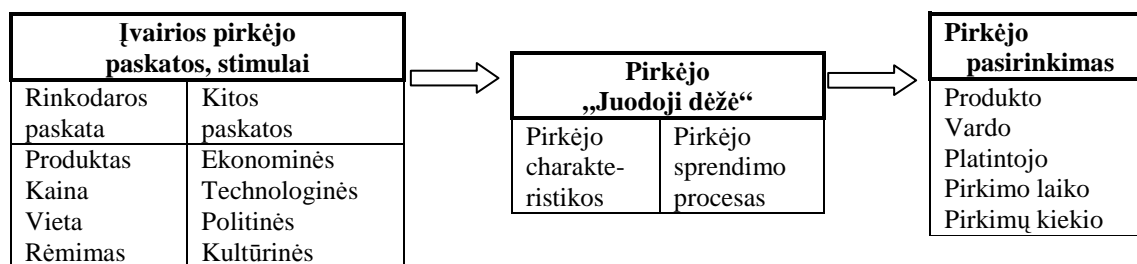 Įvairios pirkėjo
paskatos, stimulai
Rinkodaros
paskata
Kitos
paskatos
Produktas
Kaina
Vieta
Rėmimas
Ekonominės
Technologinės
Politinės
Kultūrinės
Pirkėjo
„Juodoji dėžė“
Pirkėjo
charakte-
ristikos
Pirkėjo
sprendimo
procesas
Pirkėjo
pasirinkimas
Produkto
Vardo
Platintojo
Pirkimo laiko
Pirkimų kiekio